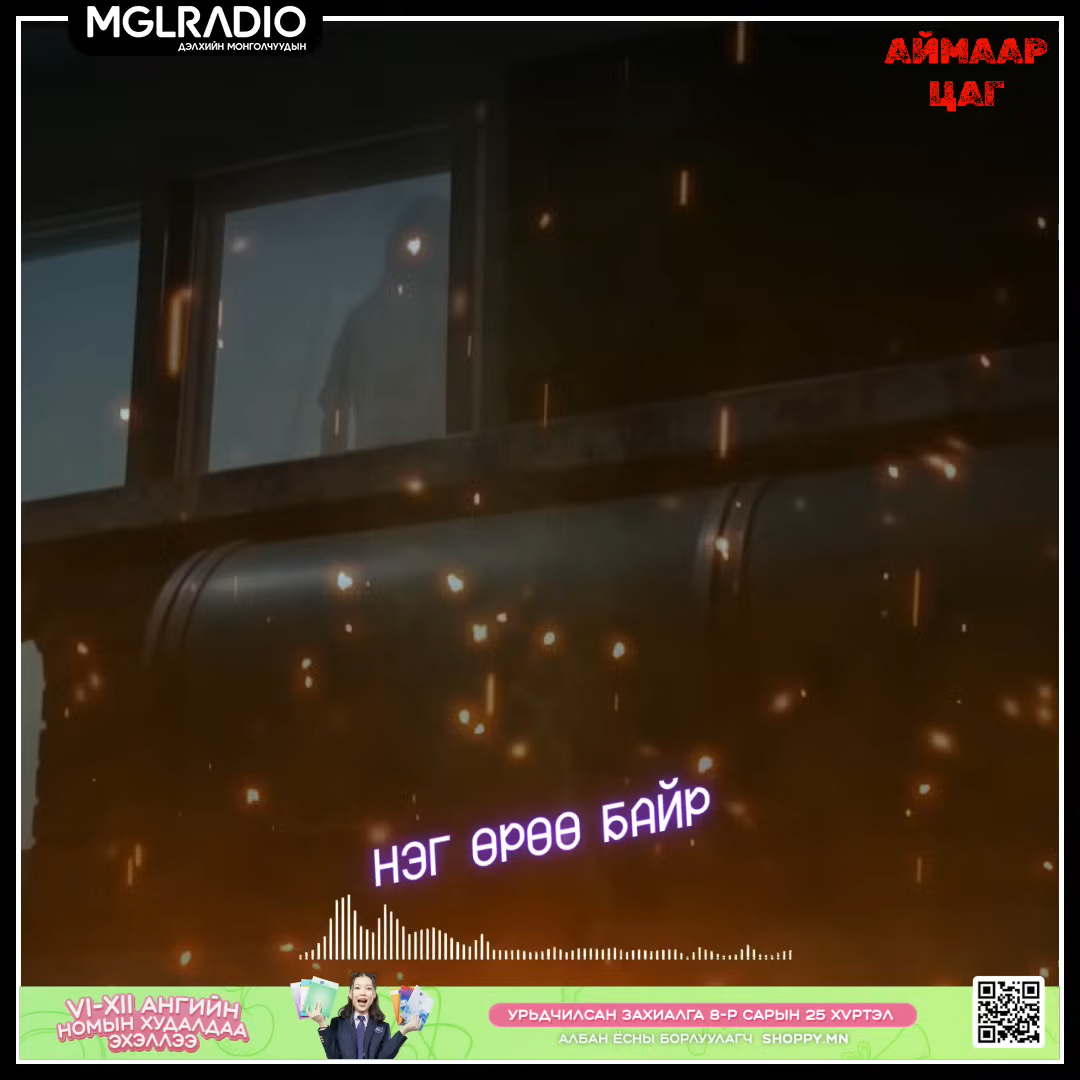 MGLRADIO
ДЭЛХИЙН МОНГОЛЧУУДЫН
АЙМААР
ЦАГ
НЭГ ӨРӨӨ БАЙР
VI-XII АНГИЙН
НОМЫН ХУДАЛДАА
ЭХЭЛЛЭЭ
УРЬДЧИЛСАН ЗАХИАЛГА 8-Р САРЫН 25 ХҮРТЭЛ
АЛБАН ЁСНЫ БОРЛУУЛАГЧ SHOPPY.MN